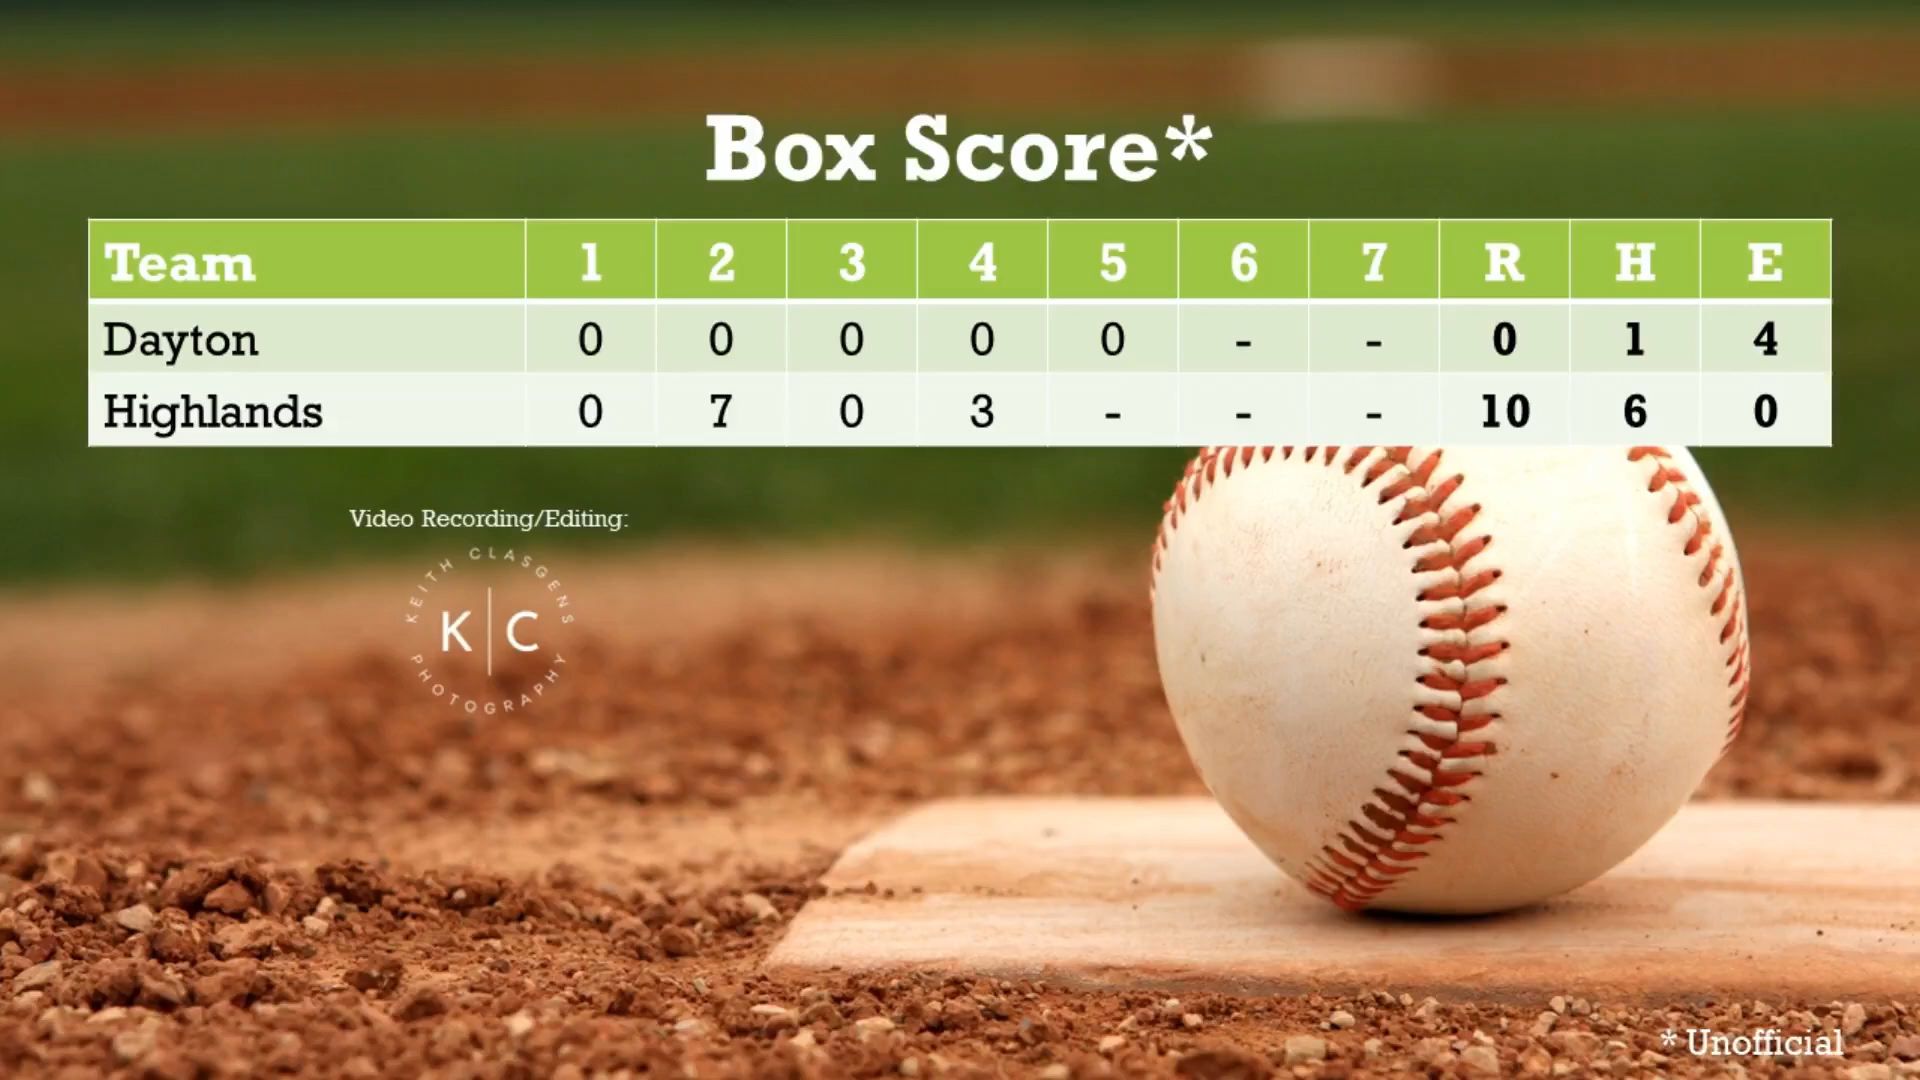 Box Score*
Team 1 2 3 4 5 6 7 R H E
Dayton 0 0 0 0 0 - - 0 1 4
Highlands 0 7 0 3 - - - 10 6 0
Video Recording/Editing:
KEITH CLASGENS
K|C
PHOTOGRAPHY
* Unofficial